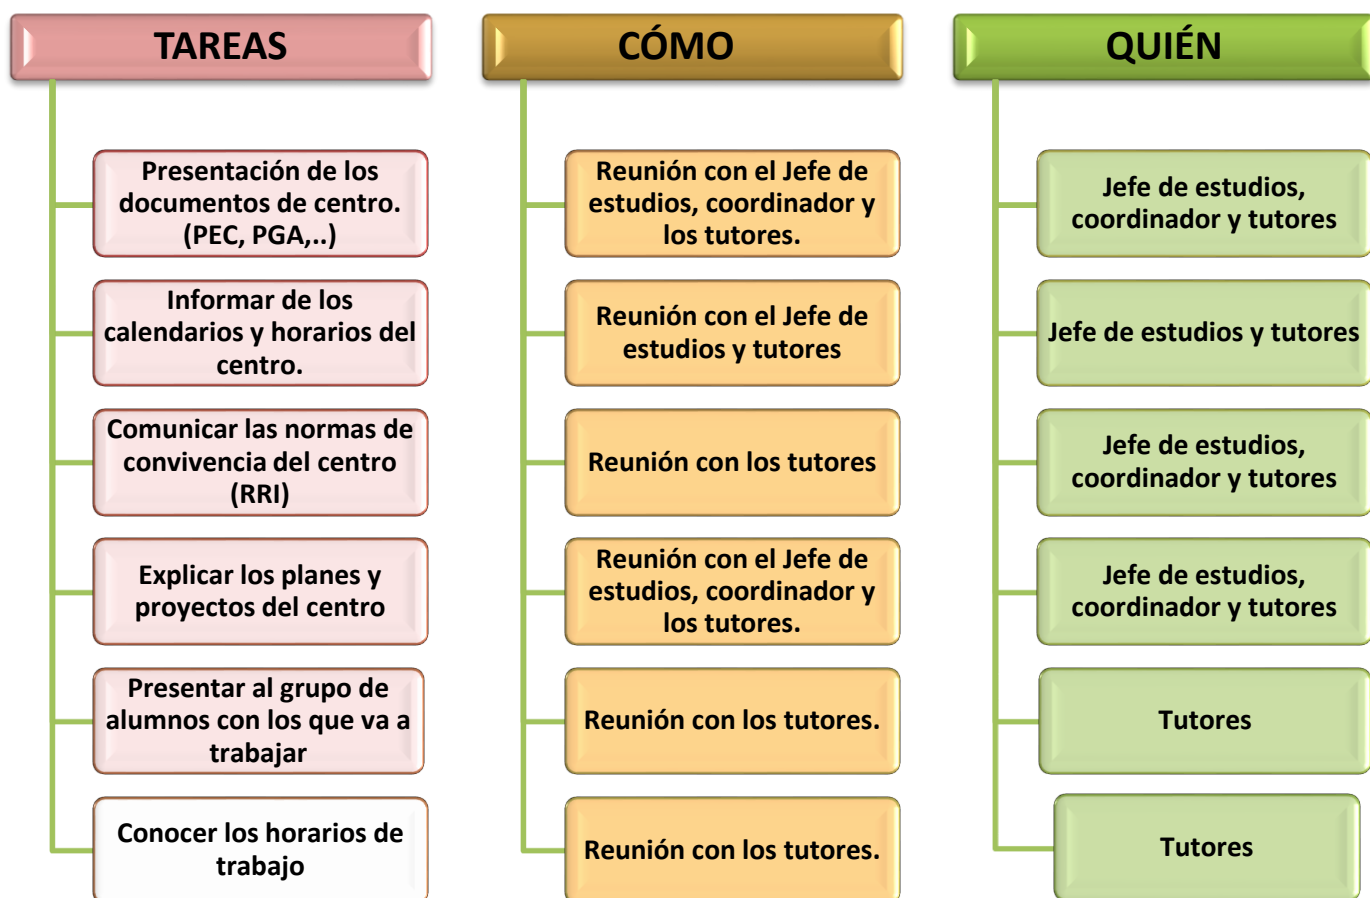 TAREAS
Presentación de los
documentos de centro.
(PEC, PGA,..)
Informar de los
calendarios y horarios del
centro.
Comunicar las normas de
convivencia del centro
(RRI)
Explicar los planes y
proyectos del centro
Presentar al grupo de
alumnos con los que va a
trabajar
Conocer los horarios de
trabajo
CÓMO
Reunión con el Jefe de
estudios, coordinador y
los tutores.
Reunión con el Jefe de
estudios y tutores
Reunión con los tutores
Reunión con el Jefe de
estudios, coordinador y
los tutores.
Reunión con los tutores.
Reunión con los tutores.
QUIÉN
Jefe de estudios,
coordinador y tutores
Jefe de estudios y tutores
Jefe de estudios,
coordinador y tutores
Jefe de estudios,
coordinador y tutores
Tutores
Tutores